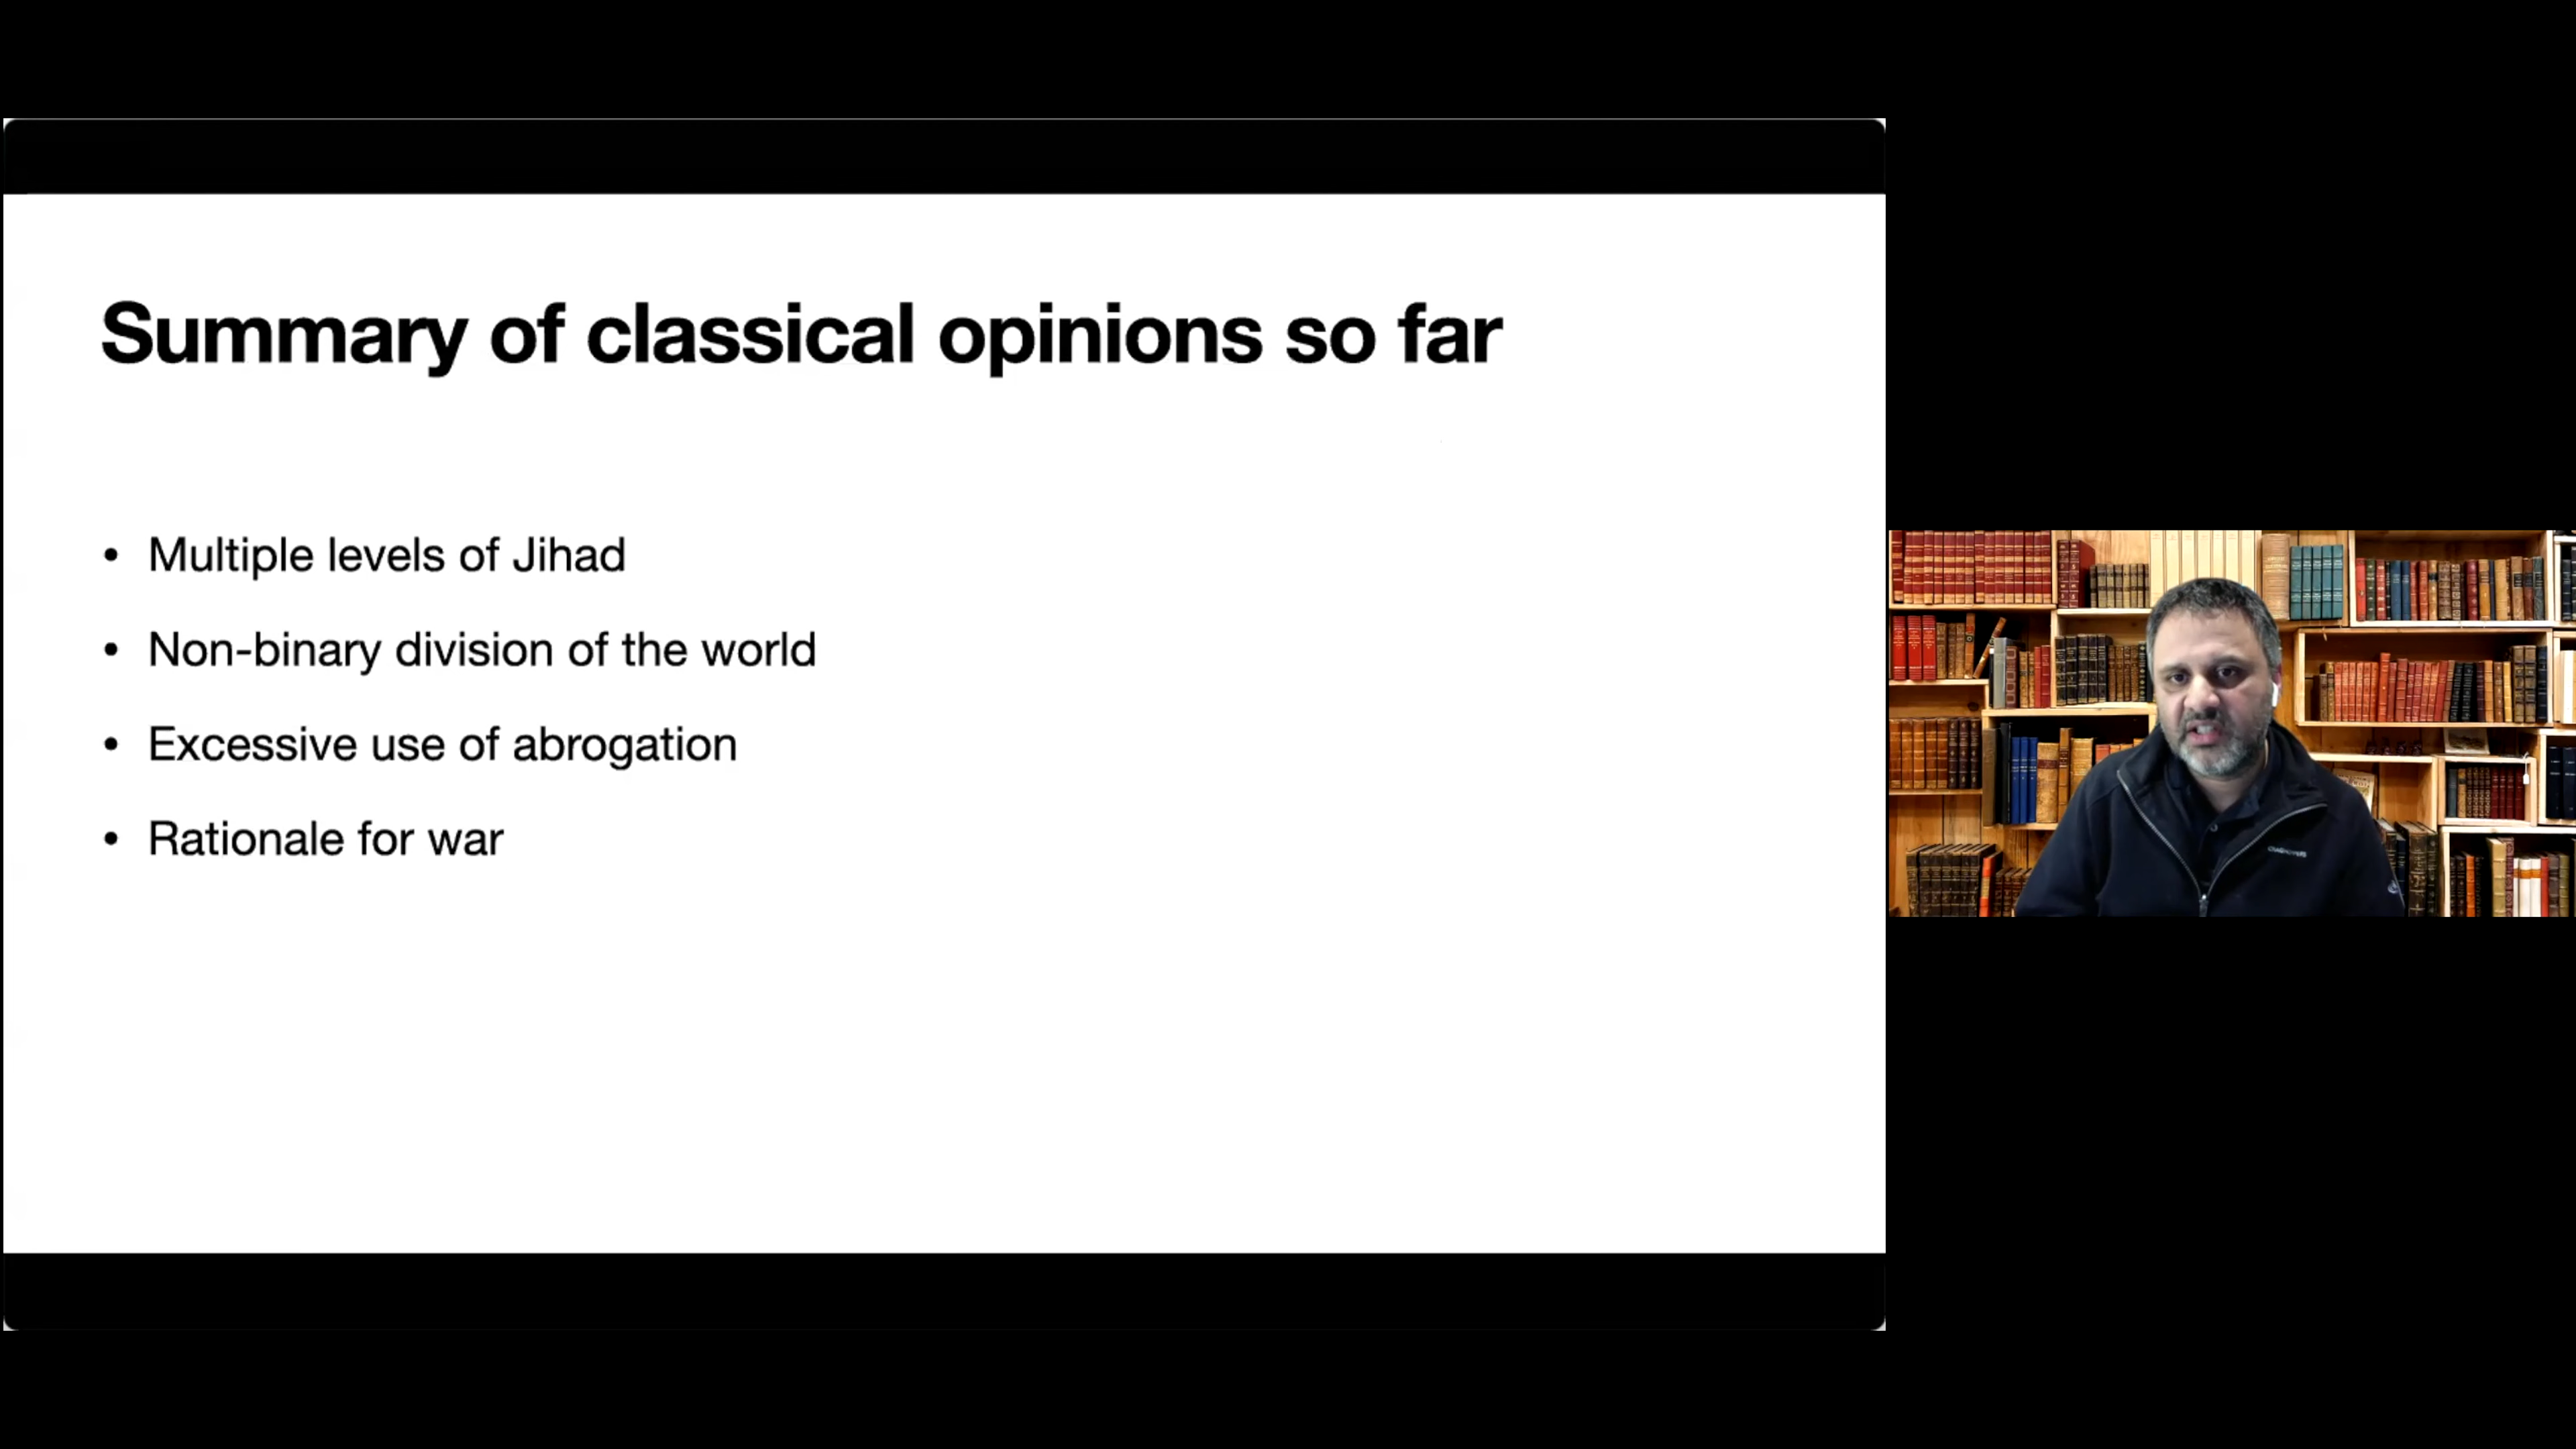 Summary of classical opinions so far
• Multiple levels of Jihad
• Non-binary division of the world
• Excessive use of abrogation
• Rationale for war